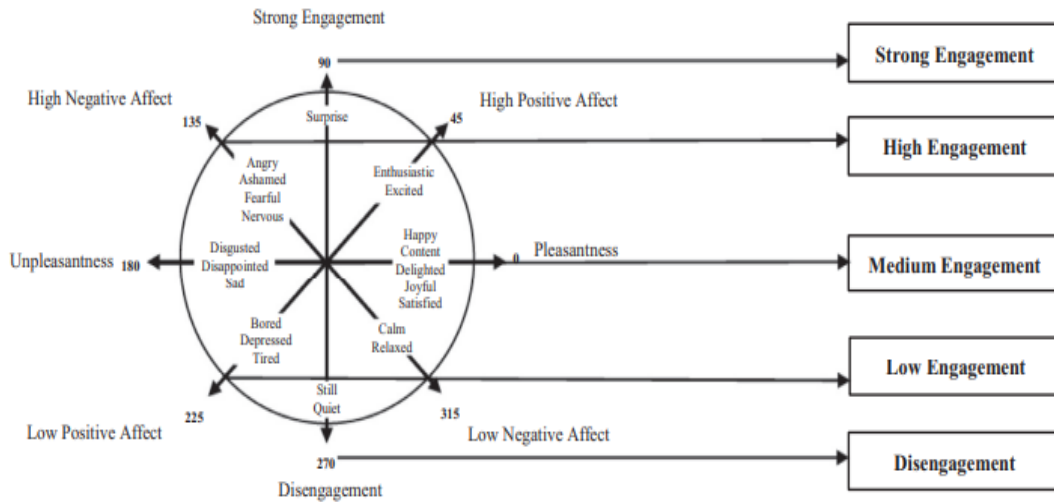 Strong Engagement
90
Strong Engagement
High Negative Affect
High Positive Affect
135
Surprise
45
High Engagement
Angry
Ashamed
Fearful
Nervous
Enthusiastic
Excited
Unpleasantness
180
Disgusted
Disappointed
Sad
Happy
Content
Delighted
Joyful
Satisfied
0
Pleasantness
Medium Engagement
Bored
Depressed
Tired
Calm
Relaxed
Low Engagement
Still
Quiet
225
315
Low Positive Affect
Low Negative Affect
270
Disengagement
Disengagement